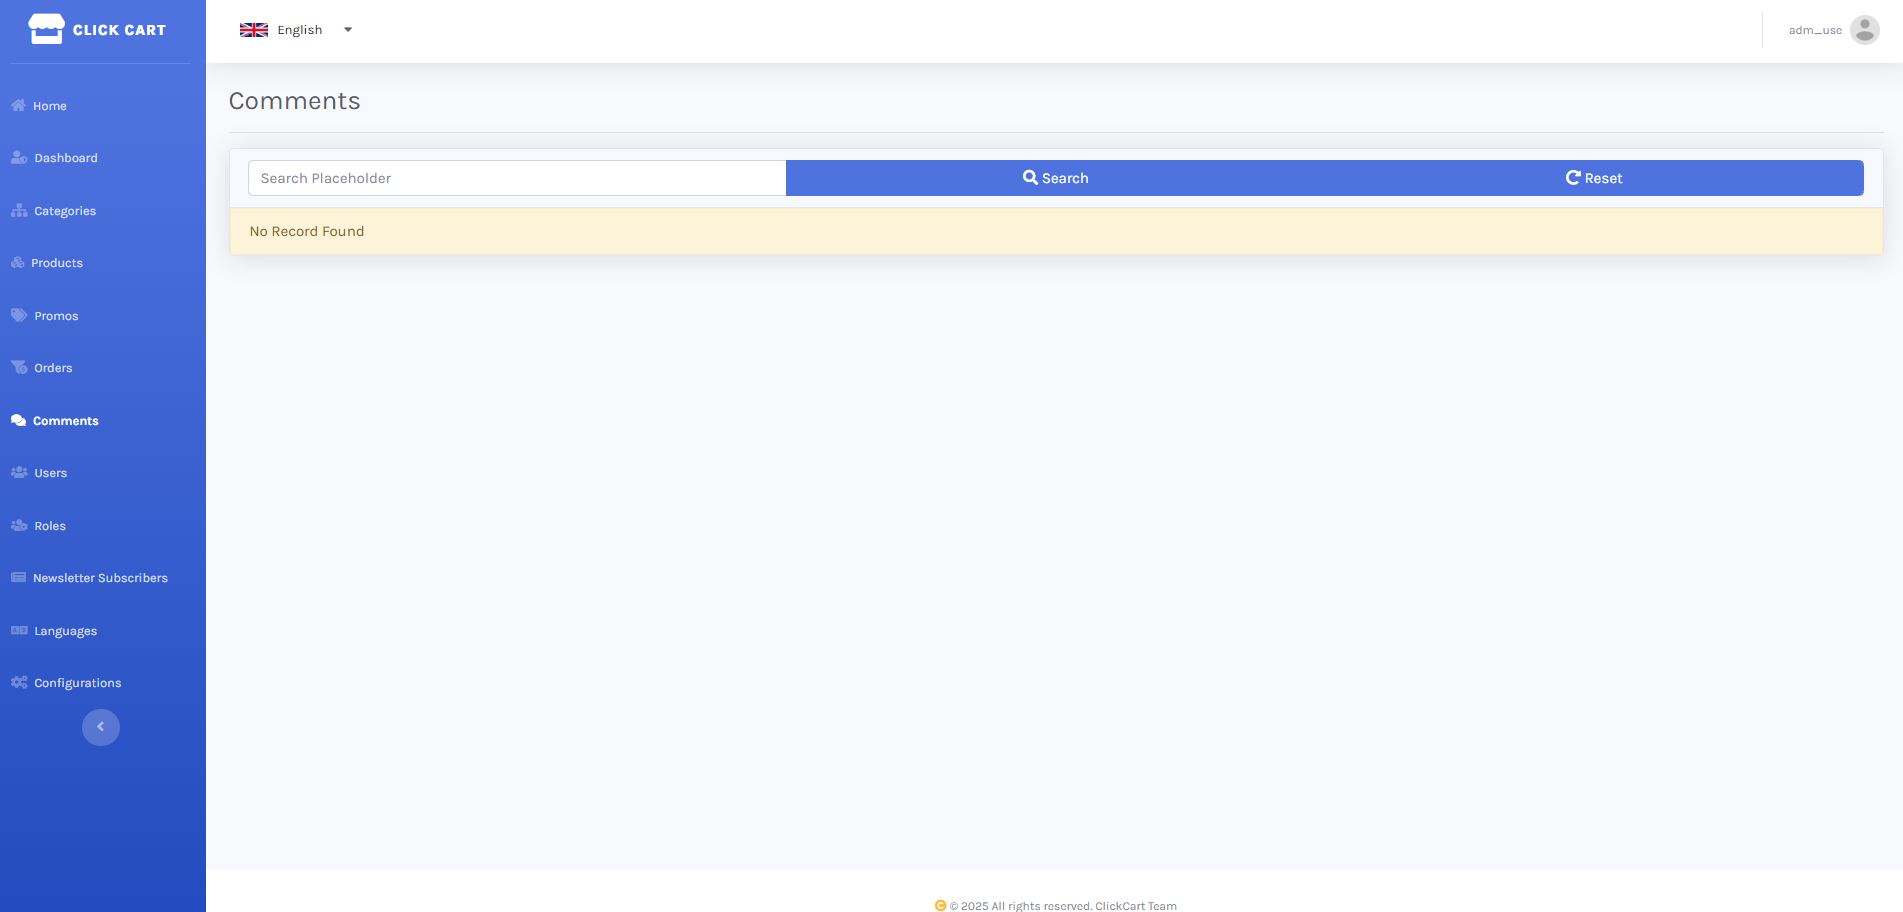 CLICK CART
English
adm_use
Home
Dashboard
Categories
Products
Promos
Orders
Comments
Users
Roles
Newsletter Subscribers
Languages
Configurations
Comments
Search Placeholder
Search
Reset
No Record Found
© 2025 All rights reserved. ClickCart Team